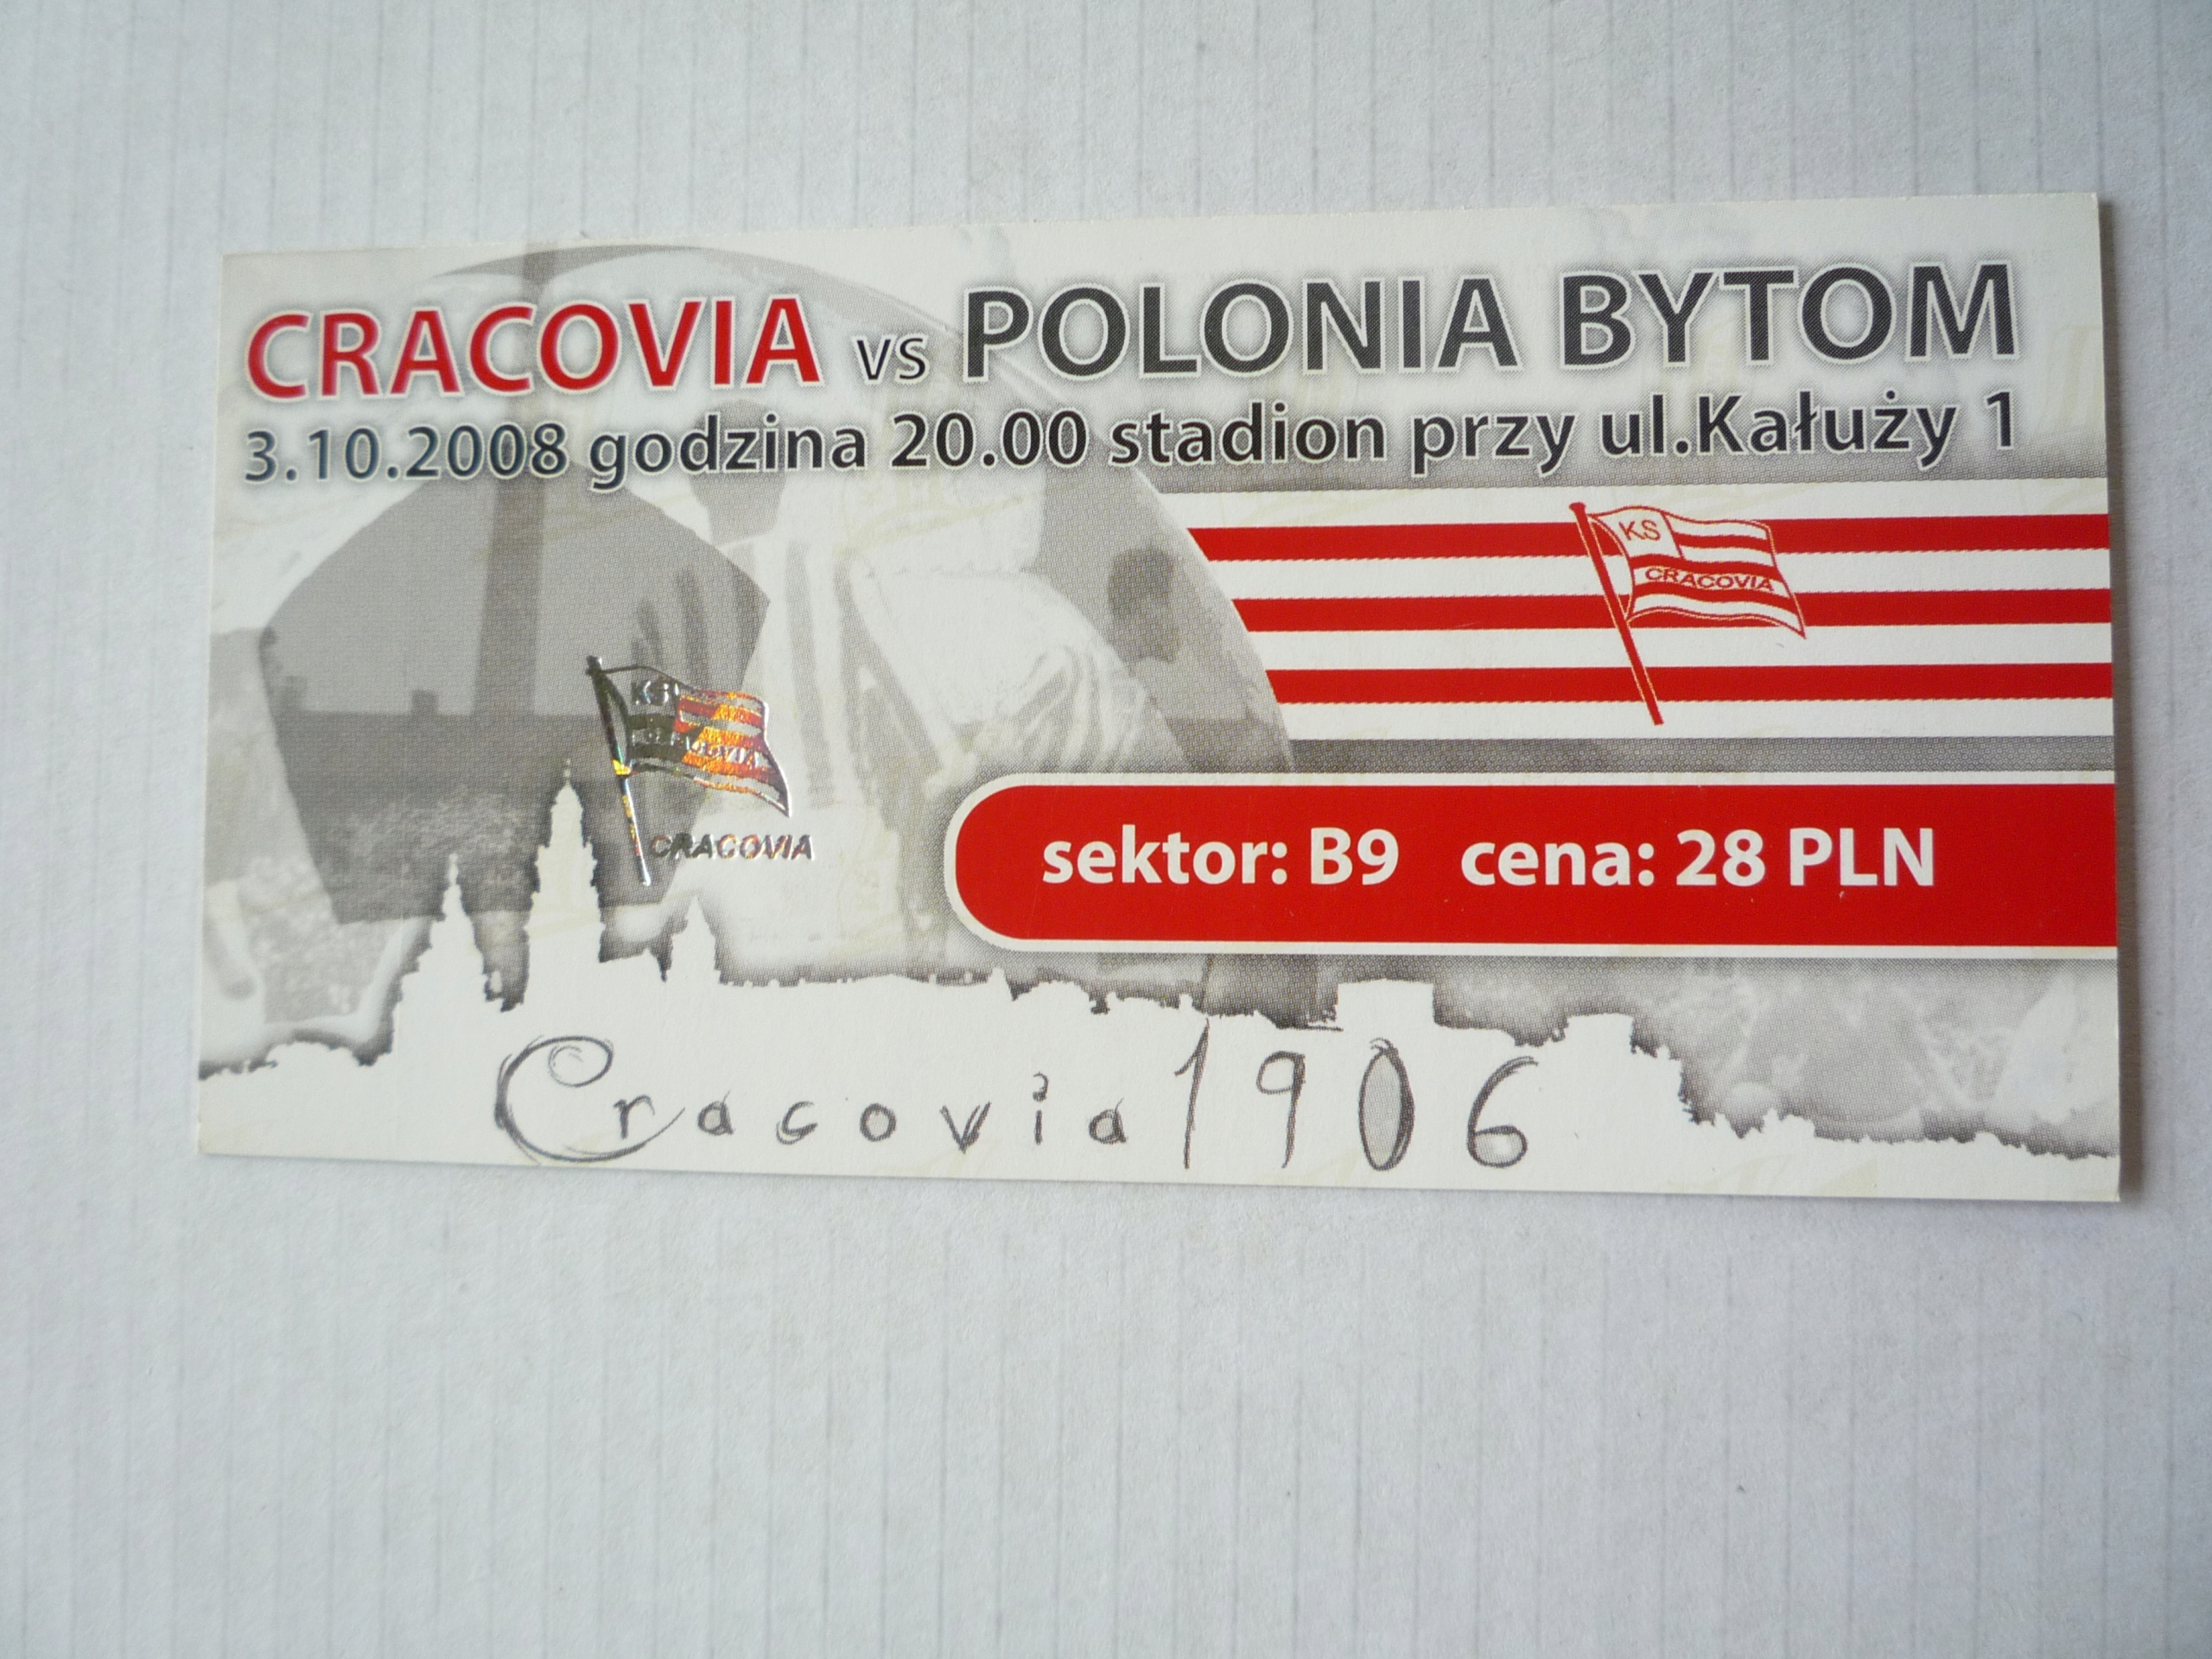 CRACOVIA vs POLONIA BYTOM
3.10.2008 godzina 20.00 stadion przy ul.Kałuży 1
KS
CRACOVIA
KS
CRACOVIA
CRACOVIA
sektor: B9 cena: 28 PLN
Cracovia 1906